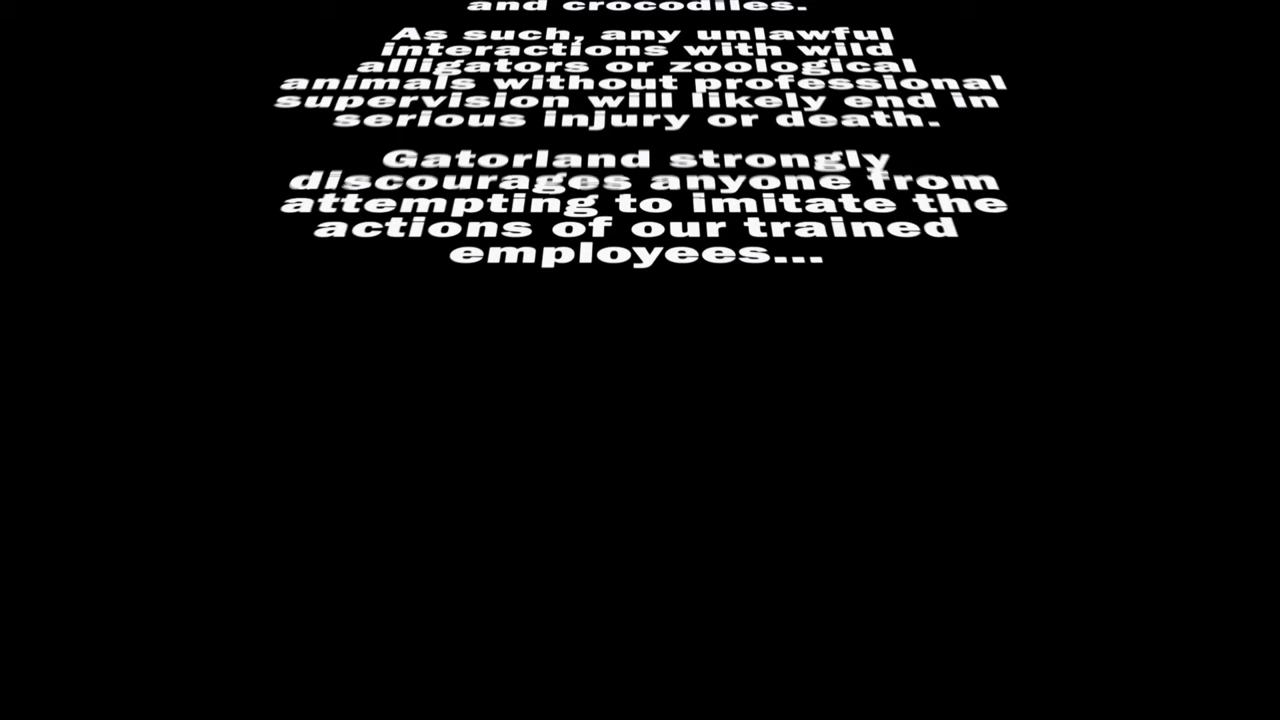 and crocodiles.
As such, any unlawful
interactions with wild
alligators or zoological
animals without professional
supervision will likely end in
serious injury or death.
Gatorland strongly
discourages anyone from
attempting to imitate the
actions of our trained
employees...